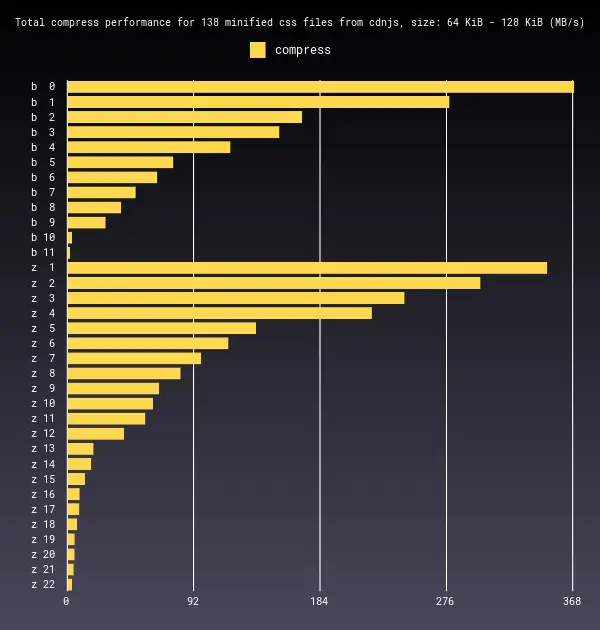 Total compress performance for 138 minified css files from cdnjs, size: 64 KiB - 128 KiB (MB/s)
compress
b 0
b 1
b 2
b 3
b 4
b 5
b 6
b 7
b 8
b 9
b 10
b 11
z 1
z 2
z 3
z 4
z 5
z 6
z 7
z 8
z 9
z 10
z 11
z 12
z 13
z 14
z 15
z 16
z 17
z 18
z 19
z 20
z 21
z 22
0 92 184 276 368